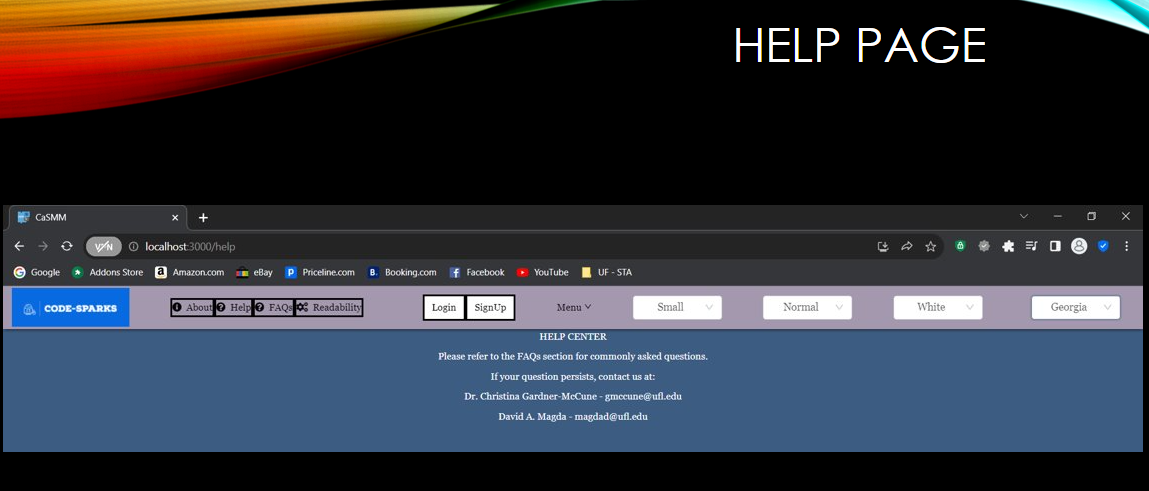 HELP PAGE
CaSMM
VPN localhost:3000/help
Google Addons Store Amazon.com eBay Priceline.com Booking.com Facebook YouTube UF - STA
CODE-SPARKS About Help FAQs Readability Login SignUp Menu Small Normal White Georgia
HELP CENTER
Please refer to the FAQs section for commonly asked questions.
If your question persists, contact us at:
Dr. Christina Gardner-McCune - gmccune@ufl.edu
David A. Magda - magdad@ufl.edu